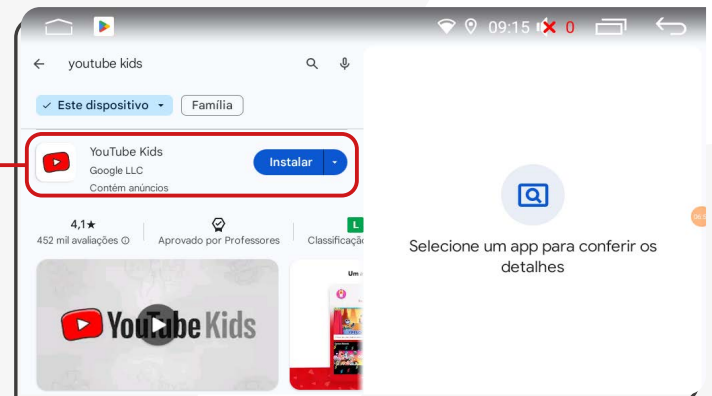 09:15
0
youtube kids
Este dispositivo
Família
YouTube Kids
Google LLC
Contém anúncios
Instalar
4,1★
452 mil avaliações
Aprovado por Professores
L
Classificação
YouTube Kids
Um
Selecione um app para conferir os
detalhes